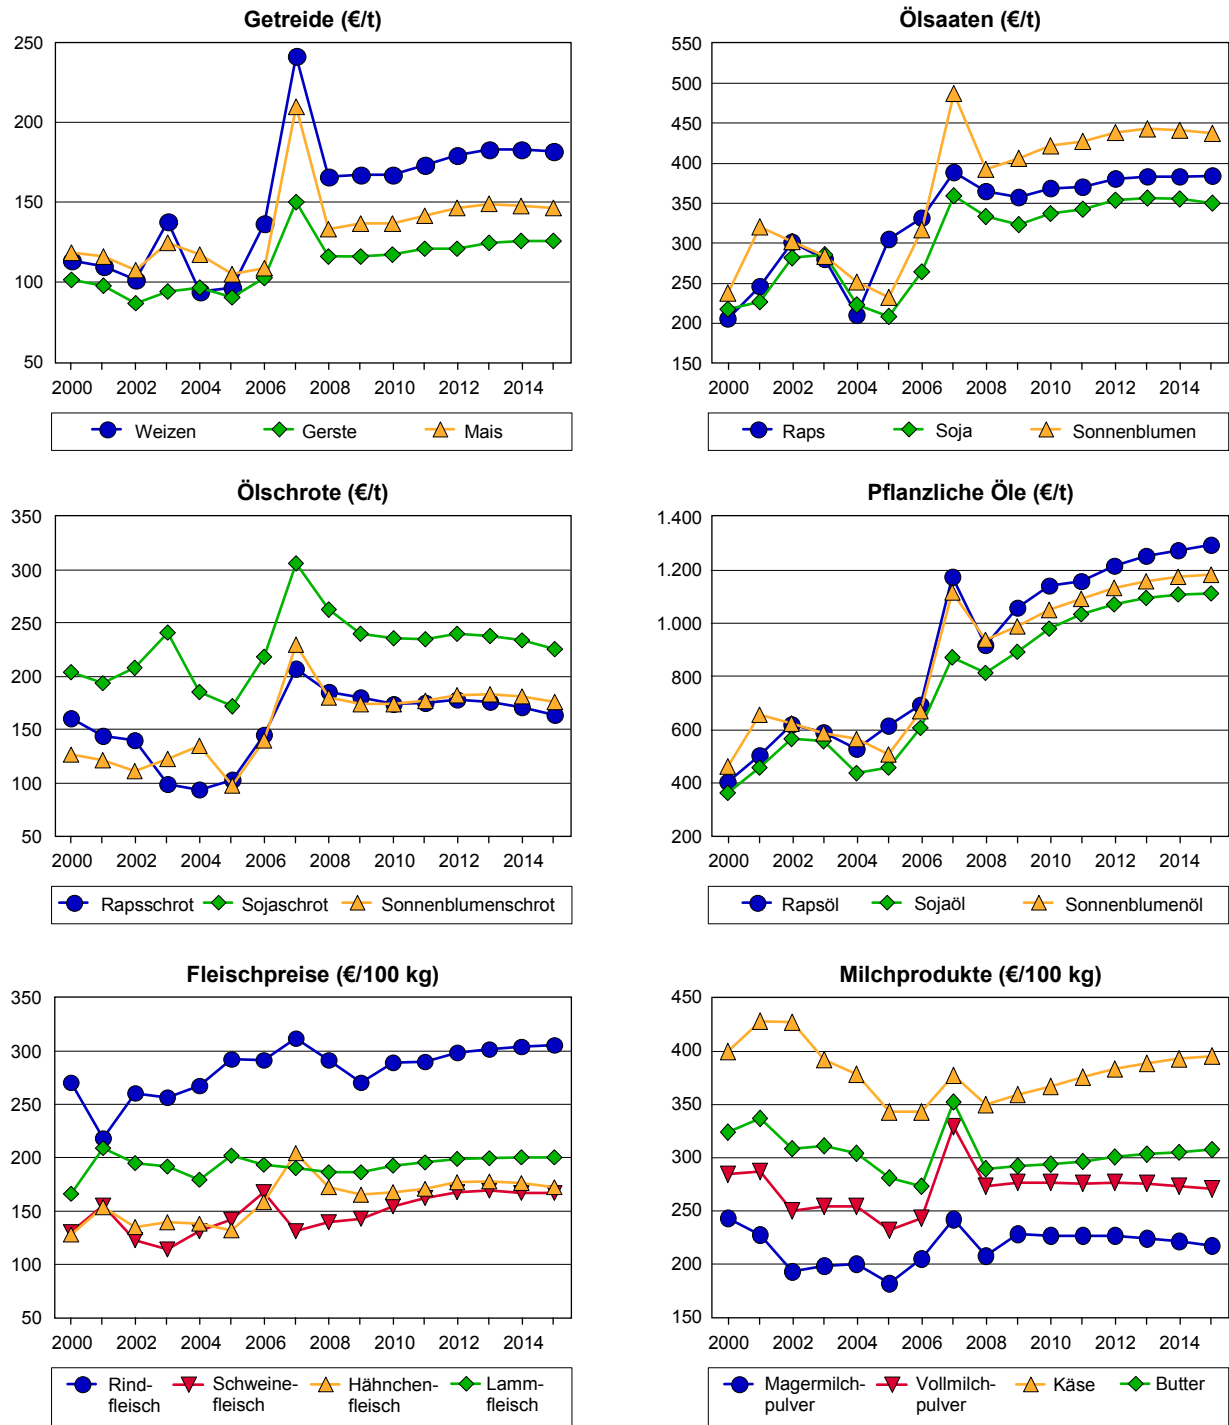 Getreide (€/t)
250
200
150
100
50
2000 2002 2004 2006 2008 2010 2012 2014
Weizen Gerste Mais
Ölsaaten (€/t)
550
500
450
400
350
300
250
200
150
2000 2002 2004 2006 2008 2010 2012 2014
Raps Soja Sonnenblumen
Ölschrote (€/t)
350
300
250
200
150
100
50
2000 2002 2004 2006 2008 2010 2012 2014
Rapsschrot Sojaschrot Sonnenblumenschrot
Pflanzliche Öle (€/t)
1.400
1.200
1.000
800
600
400
200
2000 2002 2004 2006 2008 2010 2012 2014
Rapsöl Sojaöl Sonnenblumenöl
Fleischpreise (€/100 kg)
350
300
250
200
150
100
50
2000 2002 2004 2006 2008 2010 2012 2014
Rind- Schweine- Hähnchen- Lamm-
fleisch fleisch fleisch fleisch
Milchprodukte (€/100 kg)
450
400
350
300
250
200
150
2000 2002 2004 2006 2008 2010 2012 2014
Magermilch- Vollmilch- Käse Butter
pulver pulver